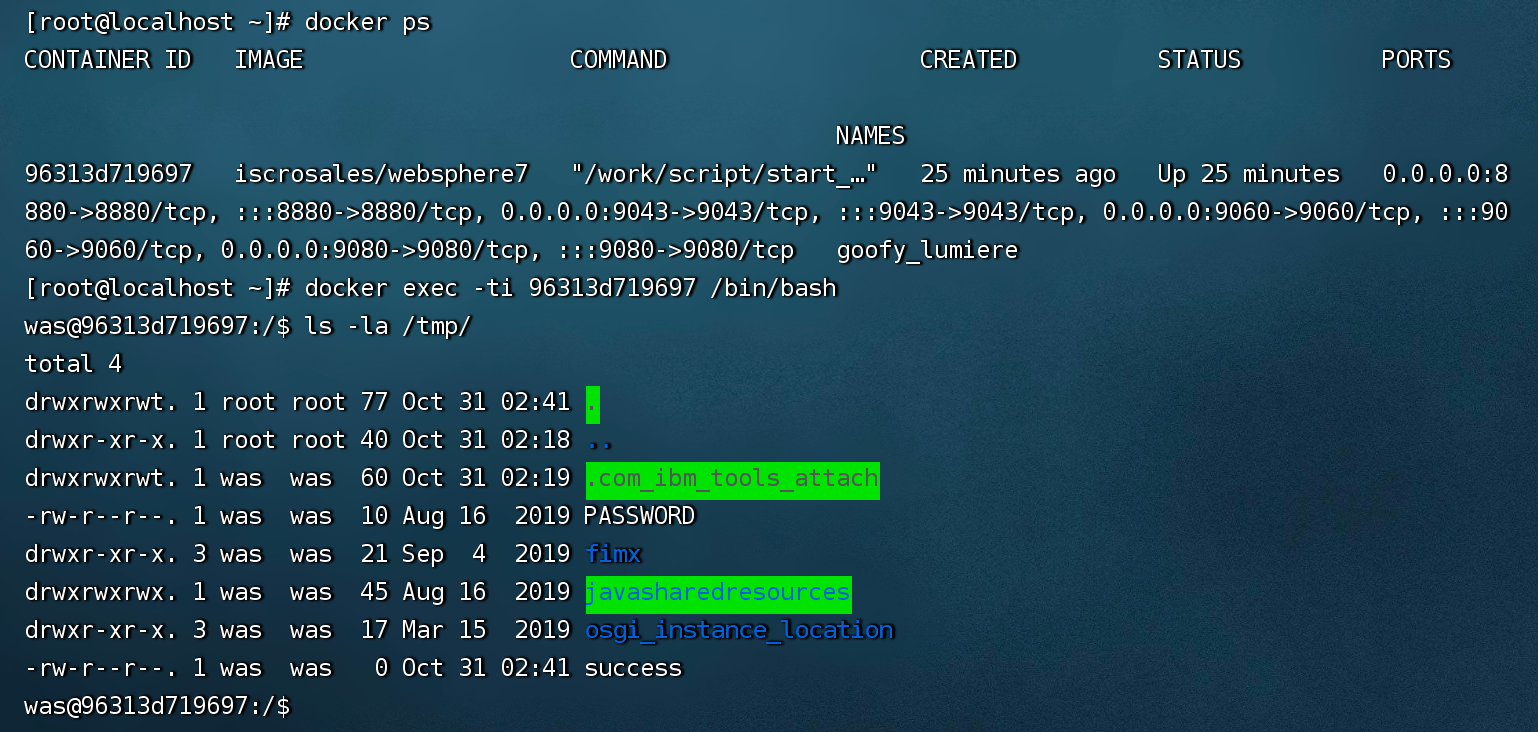 [root@localhost ~]# docker ps
CONTAINER ID   IMAGE                   COMMAND                  CREATED          STATUS          PORTS
NAMES
96313d719697   iscrosales/websphere7   "/work/script/start_…"   25 minutes ago   Up 25 minutes   0.0.0.0:8
880->8880/tcp, :::8880->8880/tcp, 0.0.0.0:9043->9043/tcp, :::9043->9043/tcp, 0.0.0.0:9060->9060/tcp, :::90
60->9060/tcp, 0.0.0.0:9080->9080/tcp, :::9080->9080/tcp   goofy_lumiere
[root@localhost ~]# docker exec -ti 96313d719697 /bin/bash
was@96313d719697:/$ ls -la /tmp/
total 4
drwxrwxrwt. 1 root root 77 Oct 31 02:41 .
drwxr-xr-x. 1 root root 40 Oct 31 02:18 ..
drwxrwxrwt. 1 was  was  60 Oct 31 02:19 .com_ibm_tools_attach
-rw-r--r--. 1 was  was  10 Aug 16  2019 PASSWORD
drwxr-xr-x. 3 was  was  21 Sep  4  2019 fimx
drwxrwxrwx. 1 was  was  45 Aug 16  2019 javasharedresources
drwxr-xr-x. 3 was  was  17 Mar 15  2019 osgi_instance_location
-rw-r--r--. 1 was  was   0 Oct 31 02:41 success
was@96313d719697:/$